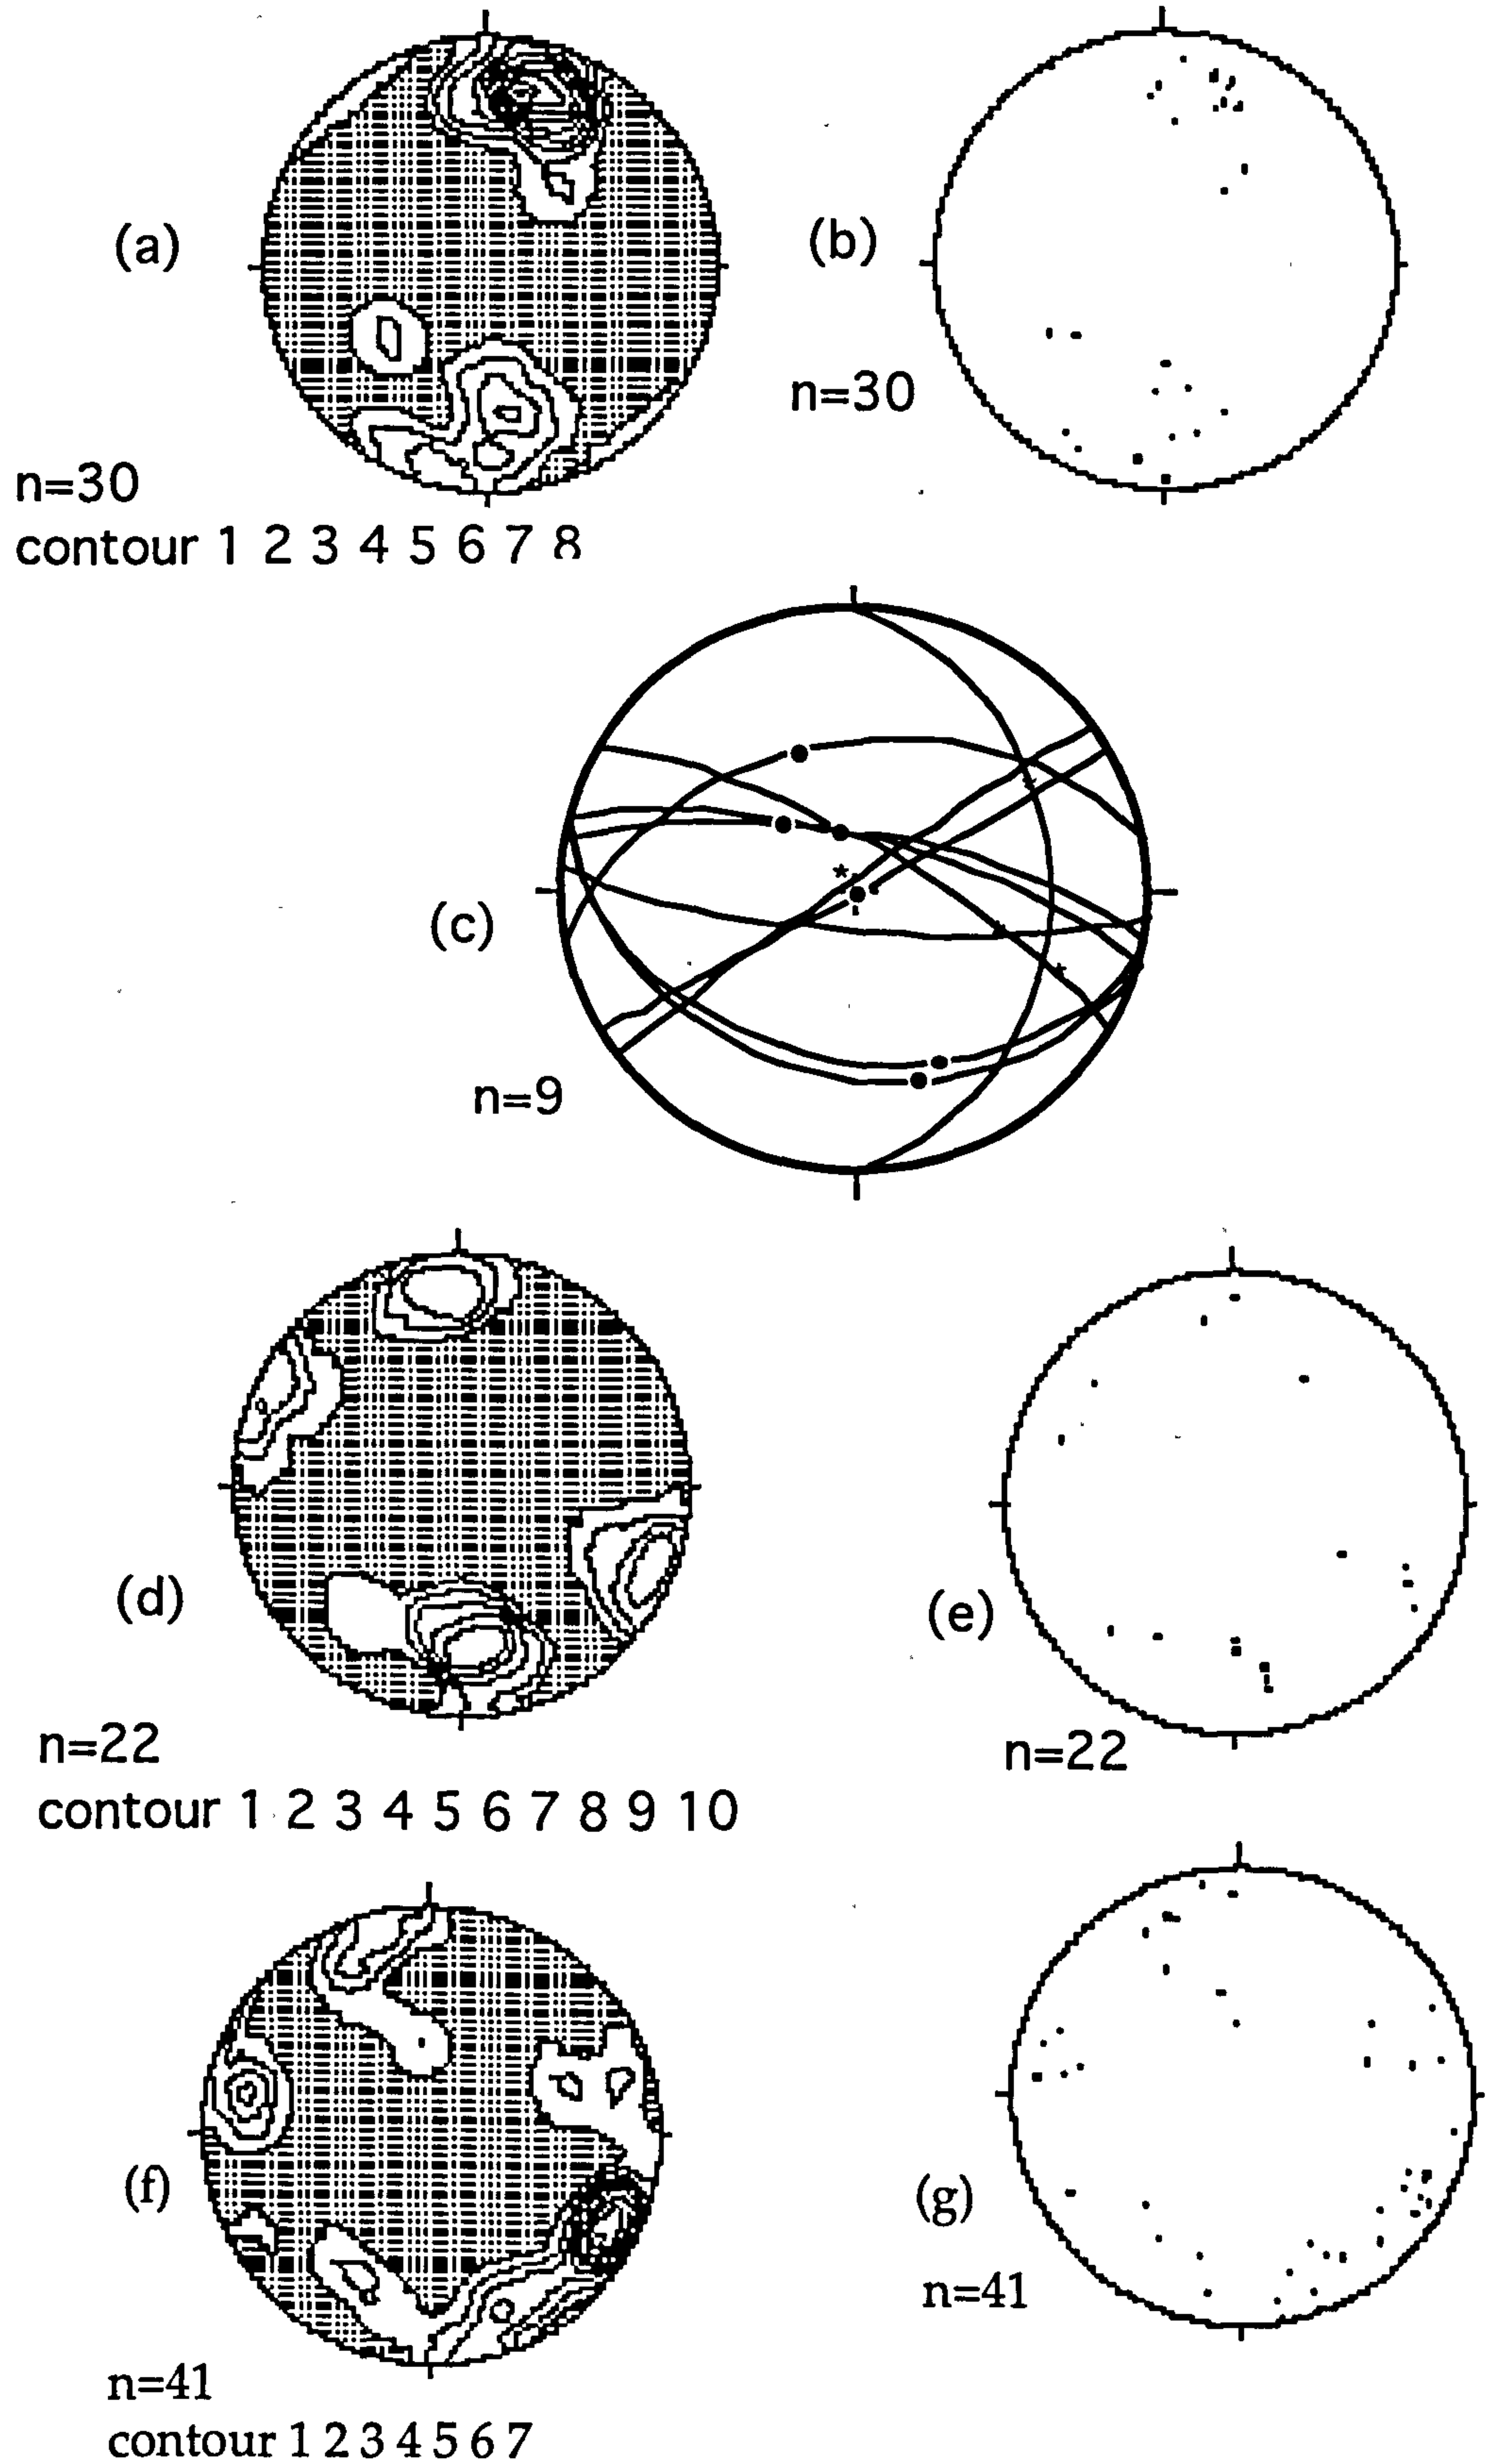 (a)
(b)
n=30
n=30
contour 1 2 3 4 5 6 7 8
(c)
n=9
(d)
(e)
n=22
n=22
contour 1 2 3 4 5 6 7 8 9 10
(f)
(g)
n=41
n=41
contour 1 2 3 4 5 6 7